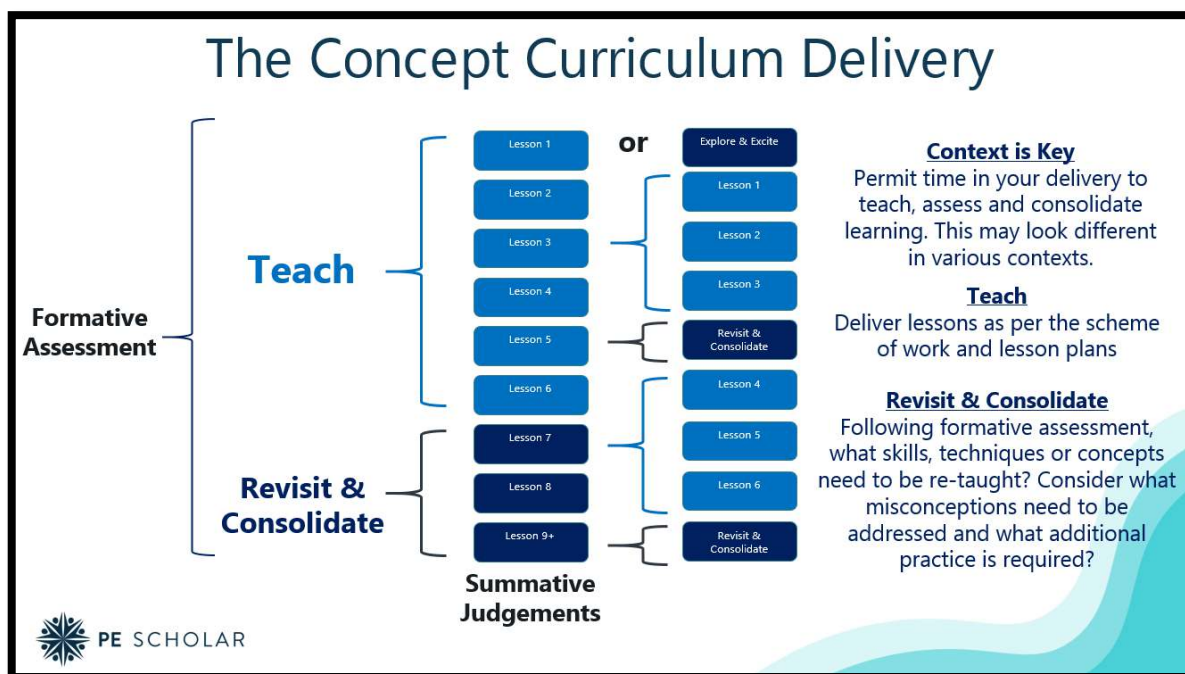 The Concept Curriculum Delivery
Formative
Assessment
Teach
Revisit &
Consolidate
Lesson 1
Lesson 2
Lesson 3
Lesson 4
Lesson 5
Lesson 6
Lesson 7
Lesson 8
Lesson 9+
Summative
Judgements
or
Explore & Excite
Lesson 1
Lesson 2
Lesson 3
Revisit &
Consolidate
Lesson 4
Lesson 5
Lesson 6
Revisit &
Consolidate
Context is Key
Permit time in your delivery to
teach, assess and consolidate
learning. This may look different
in various contexts.
Teach
Deliver lessons as per the scheme
of work and lesson plans
Revisit & Consolidate
Following formative assessment,
what skills, techniques or concepts
need to be re-taught? Consider what
misconceptions need to be
addressed and what additional
practice is required?
PE SCHOLAR